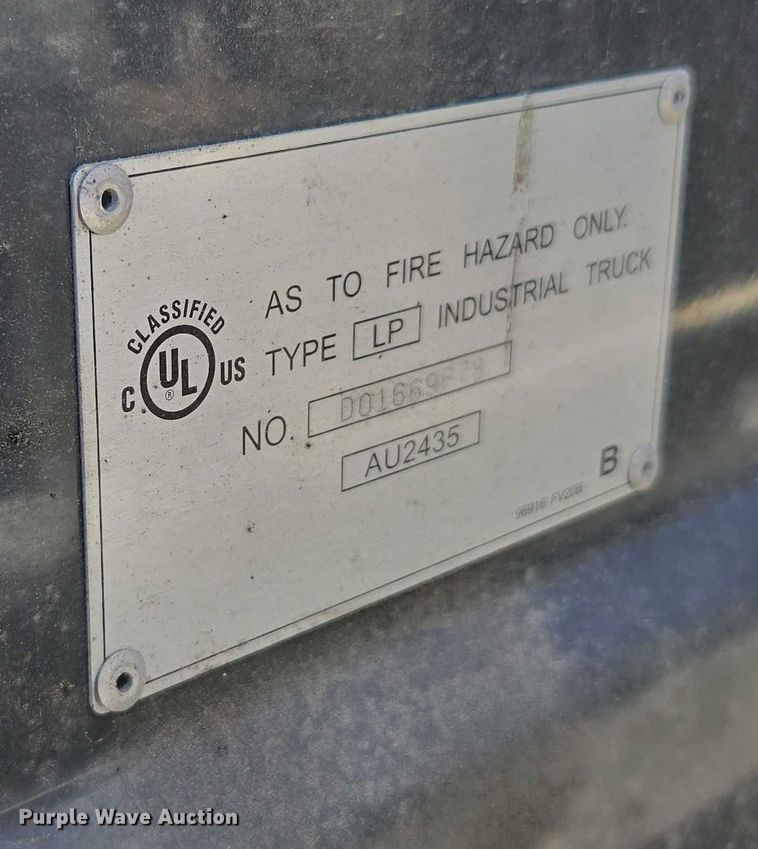 AS TO FIRE HAZARD ONLY.
CLASSIFIED
C UL ® US
TYPE LP INDUSTRIAL TRUCK
NO.
AU2435
B
Purple Wave Auction